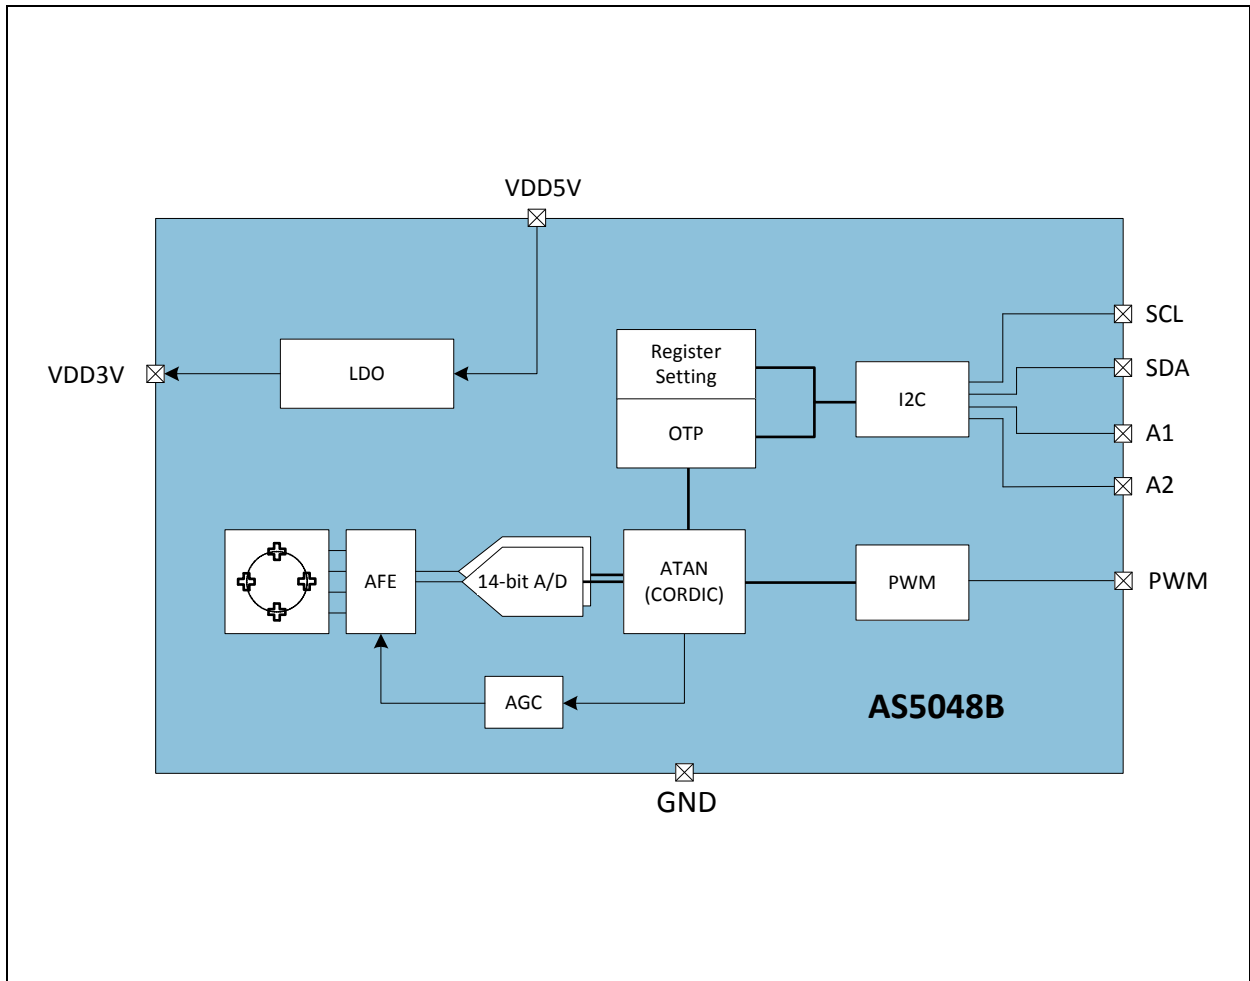 VDD5V
SCL
Register
Setting
SDA
VDD3V
LDO
I2C
OTP
A1
A2
AFE
14-bit A/D
ATAN
(CORDIC)
PWM
PWM
AGC
AS5048B
GND